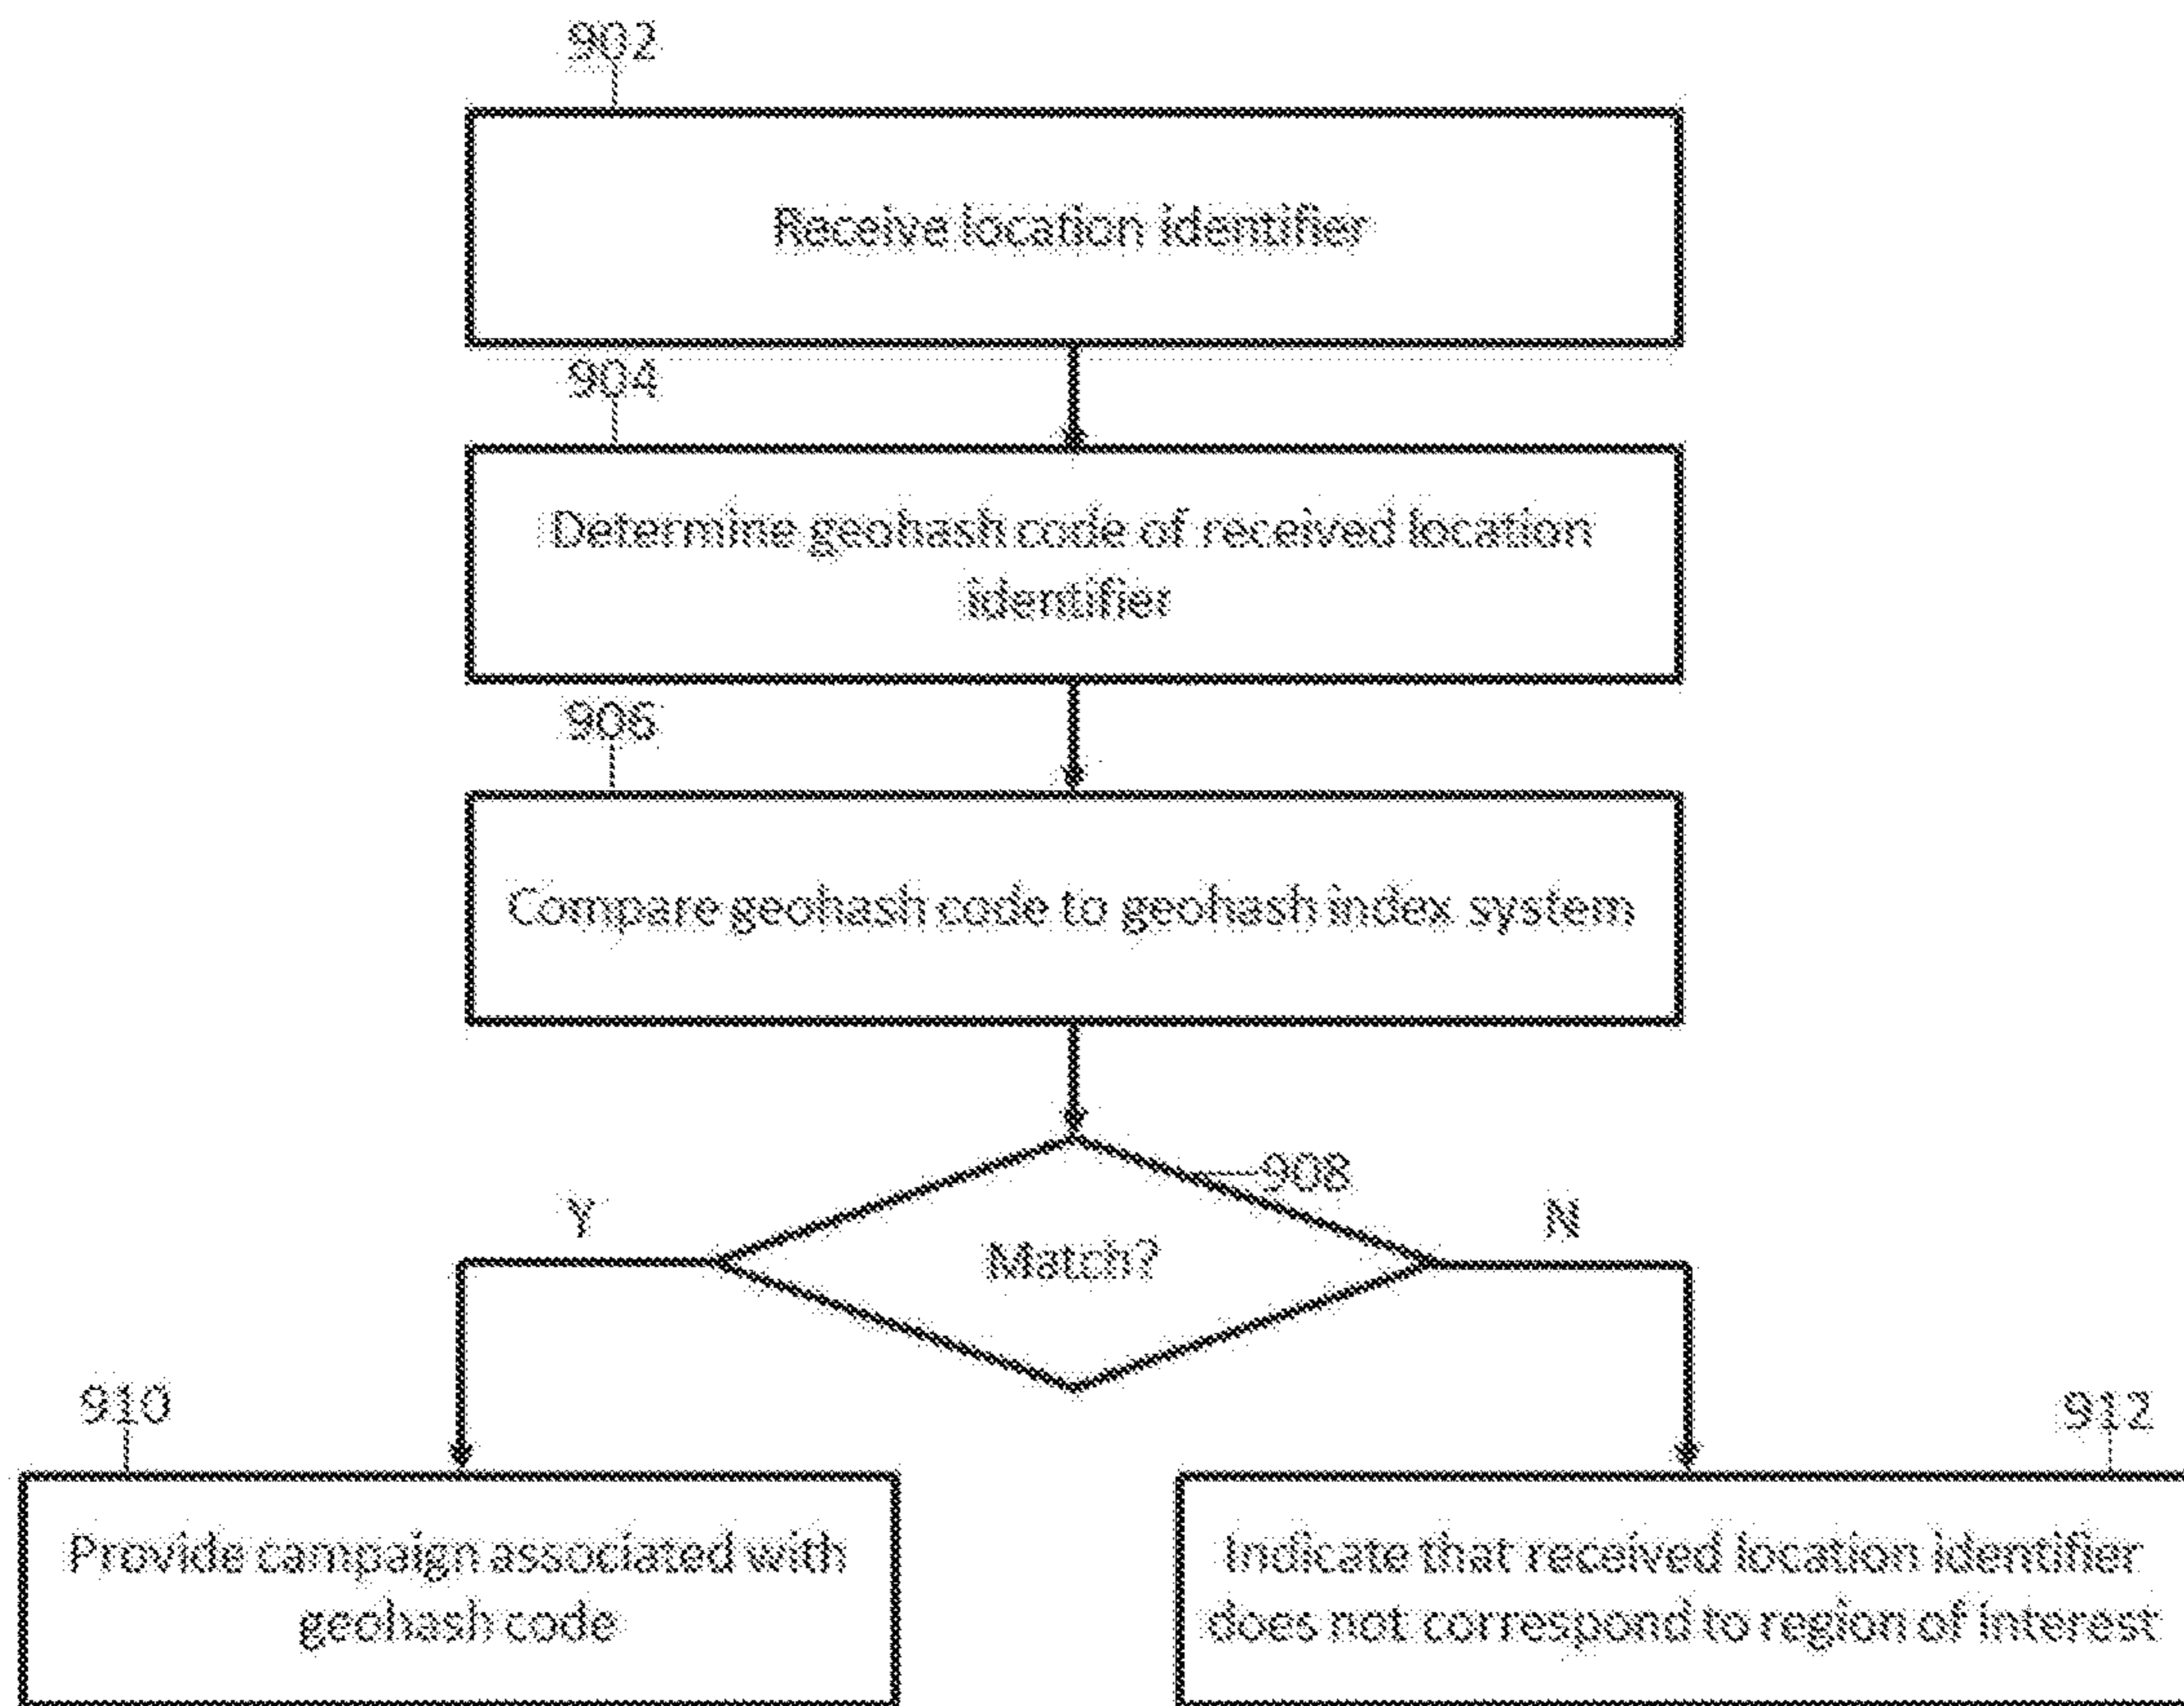 902
Receive location identifier
904
Determine geohash code of received location
identifier
906
Compare geohash code to geohash index system
908
Y
N
Match?
910
912
Provide campaign associated with
geohash code
Indicate that received location identifier
does not correspond to region of interest